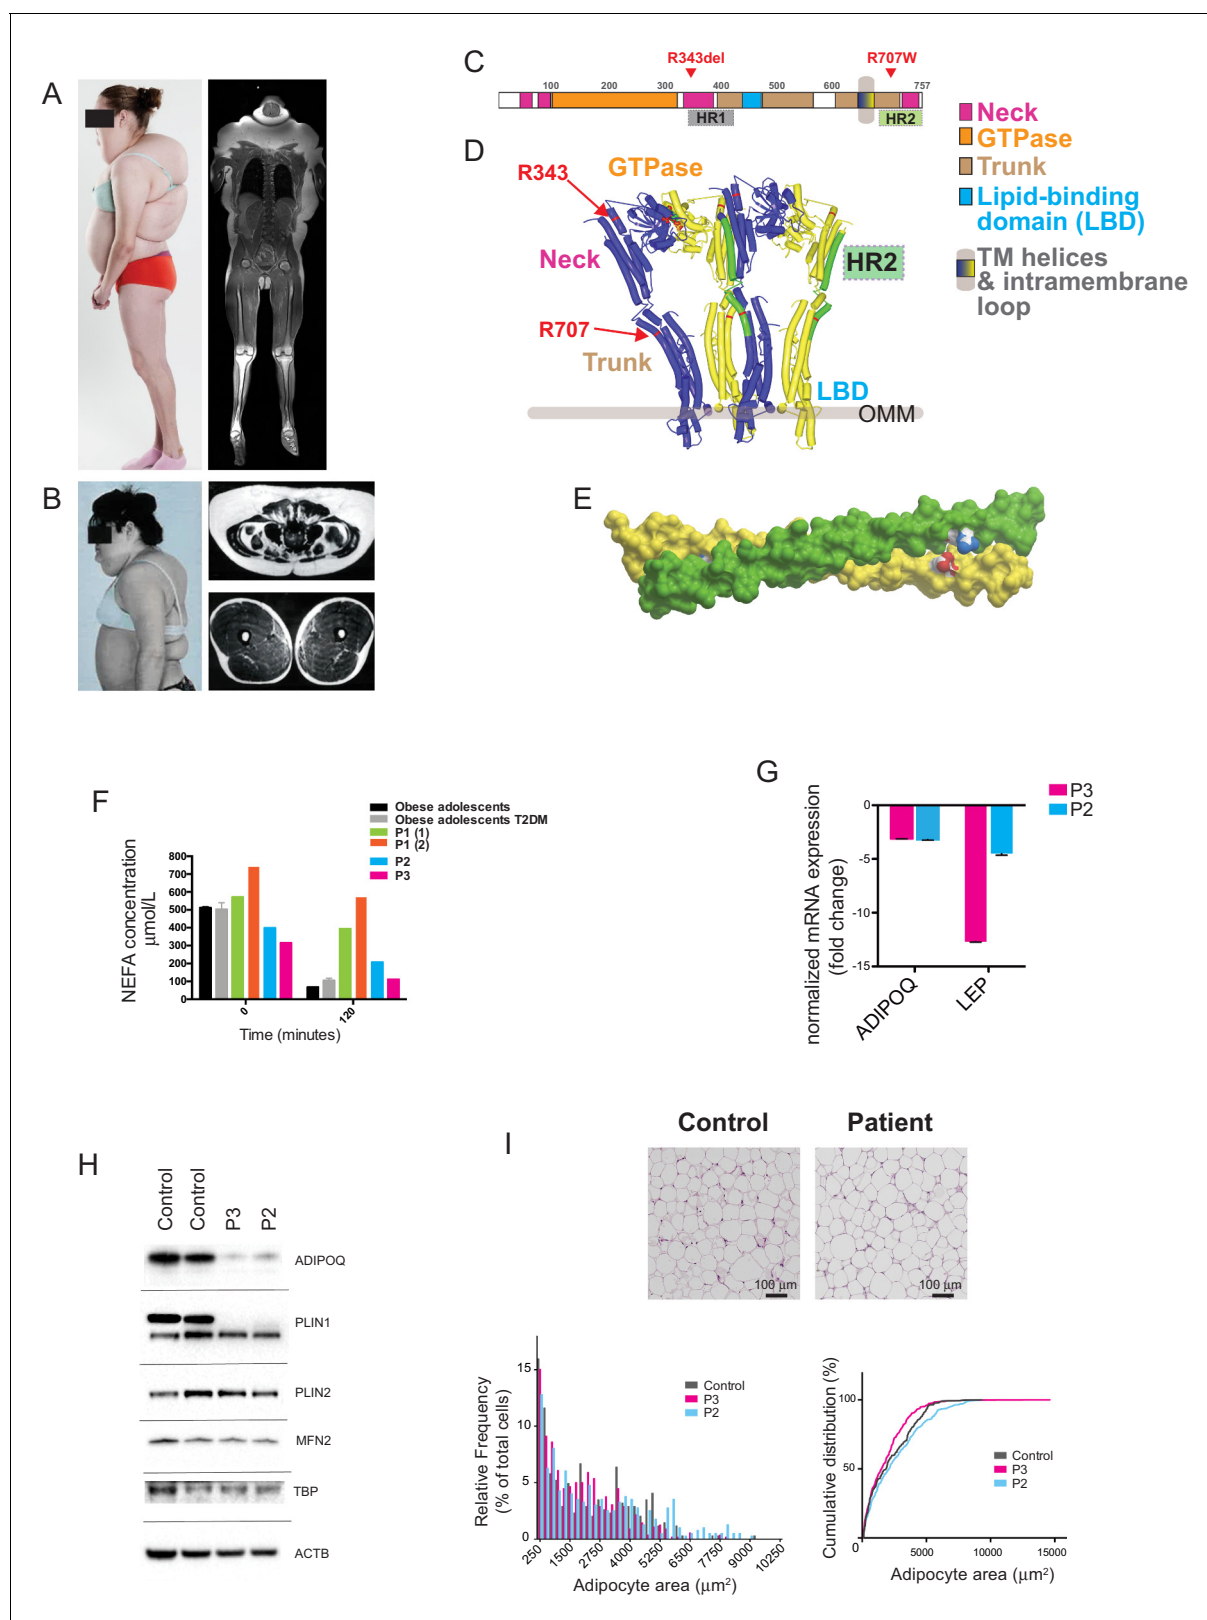 A
B
C
R343del
R707W
100
200
300
400
500
600
757
HR1
HR2
Neck
GTPase
Trunk
Lipid-binding
domain (LBD)
TM helices
& intramembrane
loop
D
R343
GTPase
Neck
HR2
R707
Trunk
LBD
OMM
E
F
Obese adolescents
Obese adolescents T2DM
P1 (1)
P1 (2)
P2
P3
NEFA concentration
µmol/L
800
700
600
500
400
300
200
100
0
0
120
Time (minutes)
G
P3
P2
normalized mRNA expression
(fold change)
0
-5
-10
-15
ADIPOQ
LEP
H
Control
Control
P3
P2
ADIPOQ
PLIN1
PLIN2
MFN2
TBP
ACTB
I
Control
Patient
100 µm
100 µm
Relative Frequency
(% of total cells)
15
10
5
0
Control
P3
P2
250
1500
2750
4000
5250
6500
7750
9000
10250
Adipocyte area (µm²)
Cumulative distribution (%)
100
50
0
Control
P3
P2
0
5000
10000
15000
Adipocyte area (µm²)